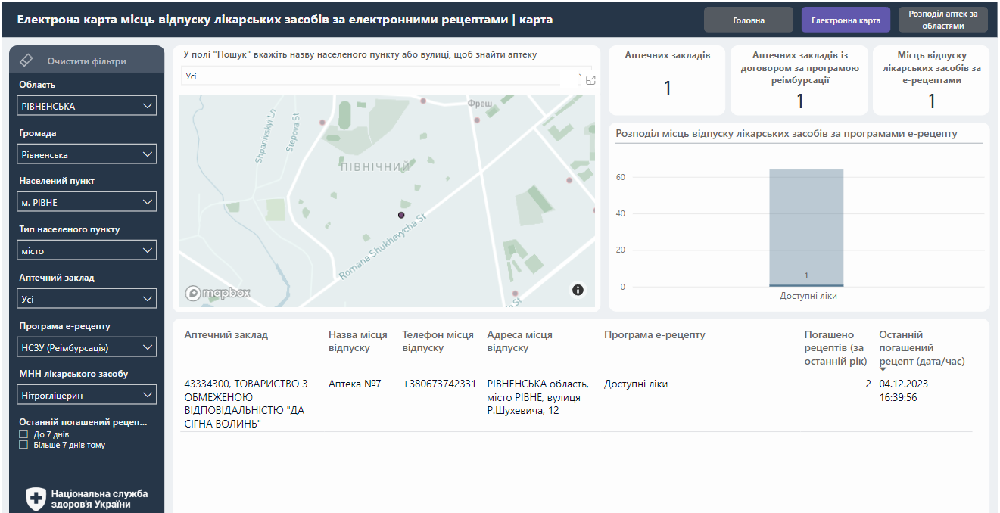 Електрона карта місць відпуску лікарських засобів за електронними рецептами | карта
Головна
Електронна карта
Розподіл аптек за
областями
Очистити фільтри
Область
РІВНЕНСЬКА
Громада
Рівненська
Населений пункт
м. РІВНЕ
Тип населеного пункту
місто
Аптечний заклад
Усі
Програма е-рецепту
НСЗУ (Реімбурсація)
МНН лікарського засобу
Нітрогліцерин
Останній погашений рецеп...
До 7 днів
Більше 7 днів тому
Національна служба
здоров'я України
У полі "Пошук" вкажіть назву населеного пункту або вулиці, щоб знайти аптеку
Усі
Фреш
Shpanivskyi Ln
Stepova St
ПІВНІЧНИЙ
Romana Shukhevycha St
St
mapbox
Аптечних закладів
1
Аптечних закладів із
договором за програмою
реімбурсації
1
Місць відпуску
лікарських засобів за
е-рецептами
1
Розподіл місць відпуску лікарських засобів за програмами е-рецепту
60
40
20
0
1
Доступні ліки
Аптечний заклад
Назва місця
відпуску
Телефон місця
відпуску
Адреса місця
відпуску
Програма е-рецепту
Погашено
рецептів (за
останній рік)
Останній
погашений
рецепт (дата/час)
43334300, ТОВАРИСТВО З
ОБМЕЖЕНОЮ
ВІДПОВІДАЛЬНІСТЮ "ДА
СІГНА ВОЛИНЬ"
Аптека №7
+380673742331
РІВНЕНСЬКА область,
місто РІВНЕ, вулиця
Р.Шухевича, 12
Доступні ліки
2
04.12.2023
16:39:56